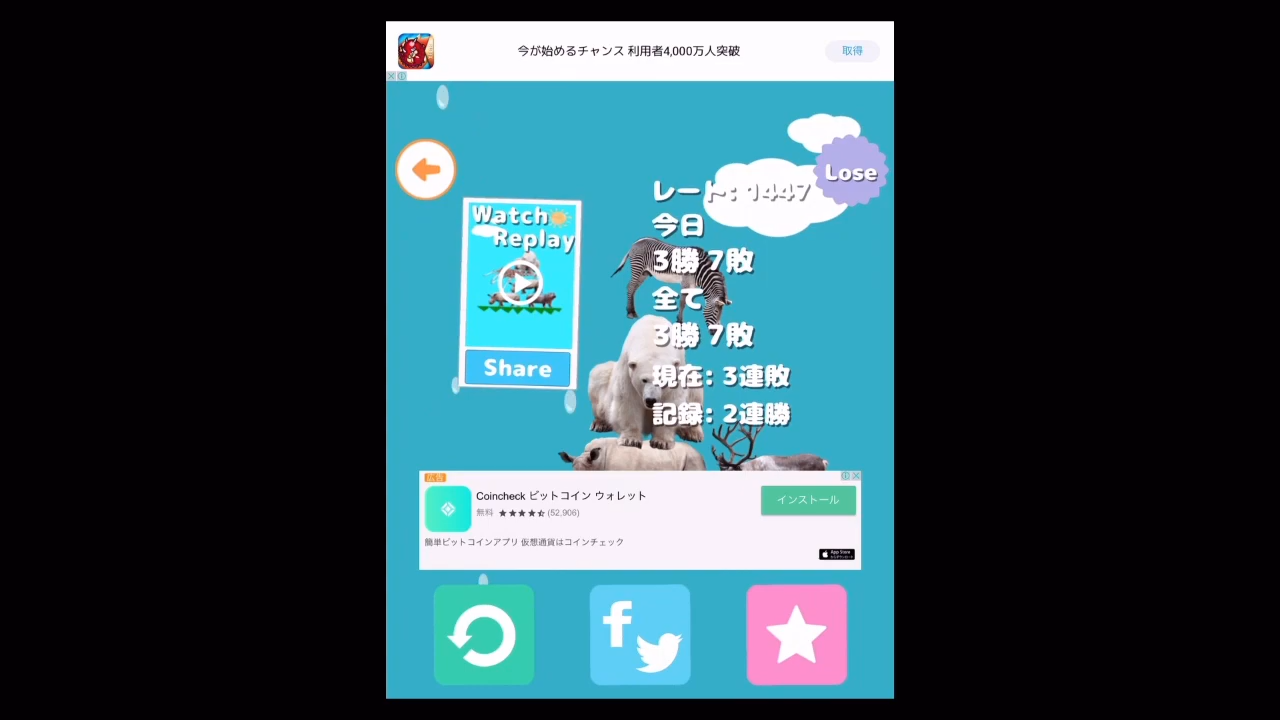 今が始めるチャンス 利用者4,000万人突破
取得
Lose
レート: 1447
今日
3勝 7敗
全て
3勝 7敗
現在: 3連敗
記録: 2連勝
Watch
Replay
Share
広告
Coincheck ビットコイン ウォレット
無料 ★★★★ (52,906)
インストール
簡単ビットコインアプリ 仮想通貨はコインチェック
App Store